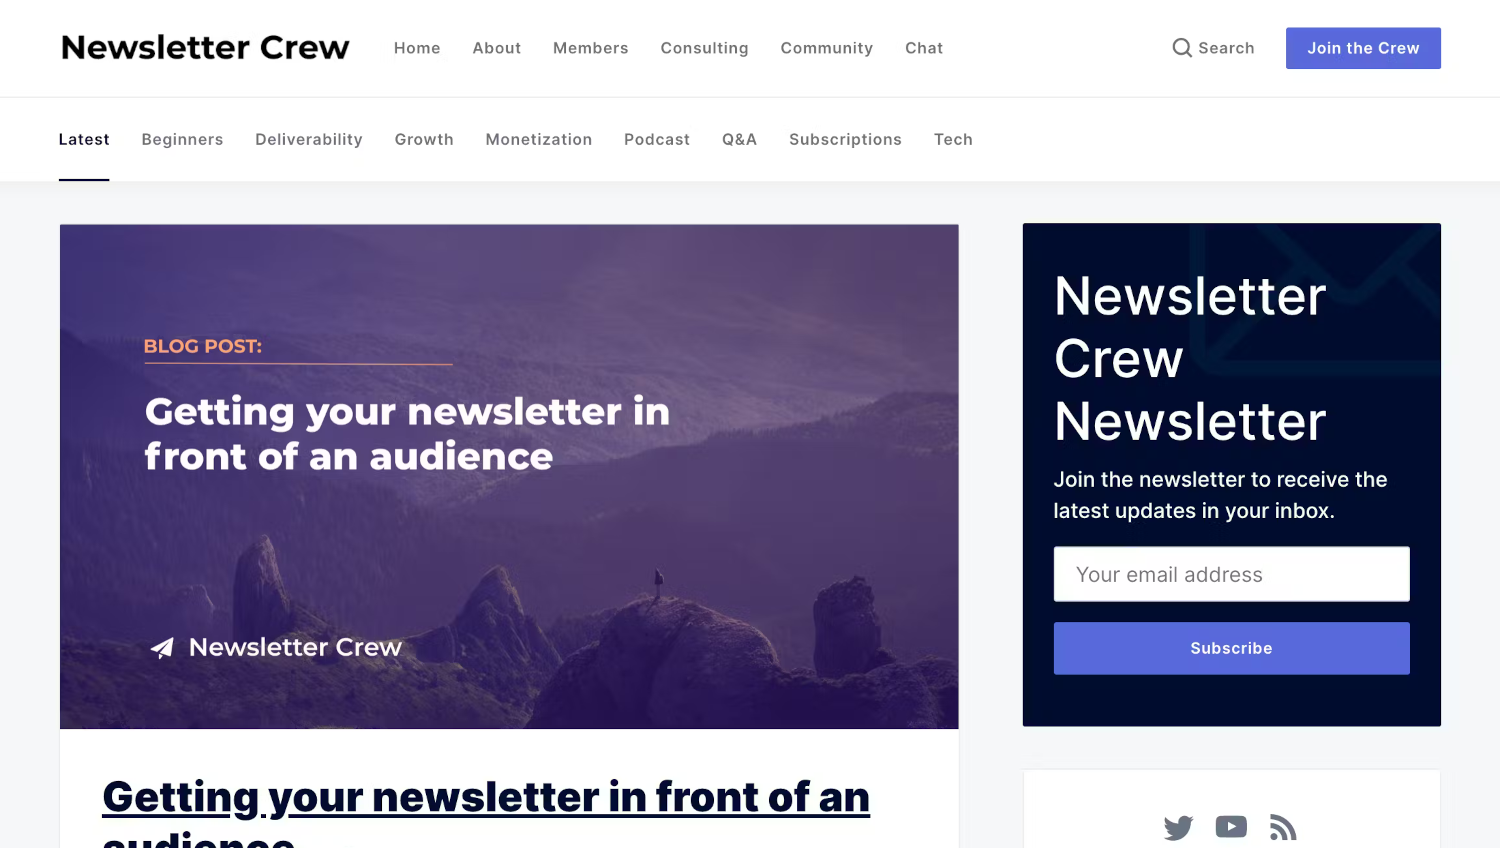 Newsletter Crew Home About Members Consulting Community Chat Search Join the Crew
Latest Beginners Deliverability Growth Monetization Podcast Q&A Subscriptions Tech
BLOG POST:
Getting your newsletter in
front of an audience
Newsletter Crew
Getting your newsletter in front of an
audience
Newsletter
Crew
Newsletter
Join the newsletter to receive the
latest updates in your inbox.
Your email address
Subscribe